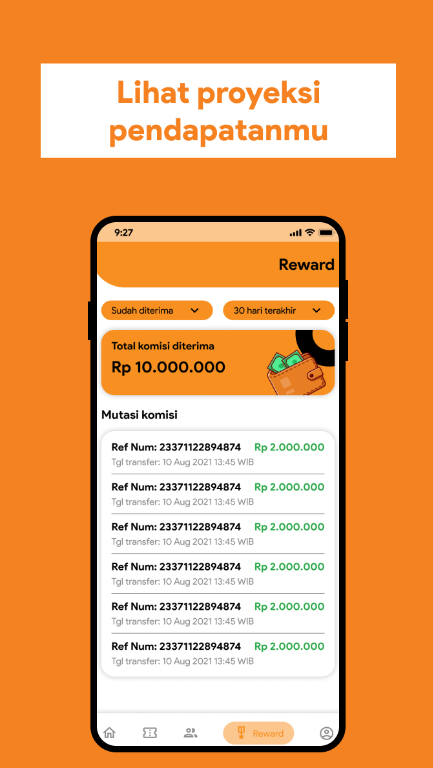 Lihat proyeksi
pendapatanmu
9:27
Reward
Sudah diterima
30 hari terakhir
Total komisi diterima
Rp 10.000.000
Mutasi komisi
Ref Num: 23371122894874 Rp 2.000.000
Tgl transfer: 10 Aug 2021 13:45 WIB
Ref Num: 23371122894874 Rp 2.000.000
Tgl transfer: 10 Aug 2021 13:45 WIB
Ref Num: 23371122894874 Rp 2.000.000
Tgl transfer: 10 Aug 2021 13:45 WIB
Ref Num: 23371122894874 Rp 2.000.000
Tgl transfer: 10 Aug 2021 13:45 WIB
Ref Num: 23371122894874 Rp 2.000.000
Tgl transfer: 10 Aug 2021 13:45 WIB
Ref Num: 23371122894874 Rp 2.000.000
Tgl transfer: 10 Aug 2021 13:45 WIB
Reward